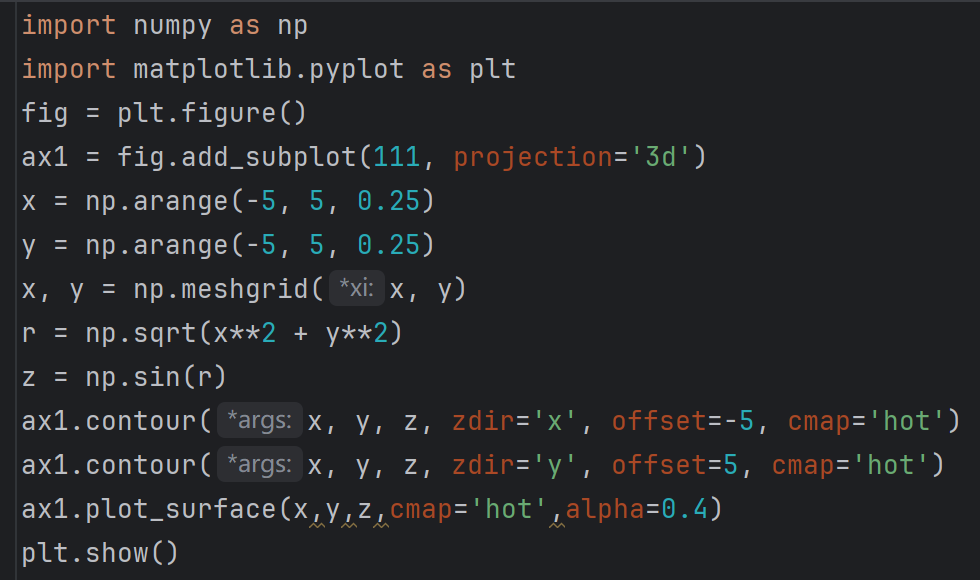 import numpy as np
import matplotlib.pyplot as plt
fig = plt.figure()
ax1 = fig.add_subplot(111, projection='3d')
x = np.arange(-5, 5, 0.25)
y = np.arange(-5, 5, 0.25)
x, y = np.meshgrid( *xi: x, y)
r = np.sqrt(x**2 + y**2)
z = np.sin(r)
ax1.contour( *args: x, y, z, zdir='x', offset=-5, cmap='hot')
ax1.contour( *args: x, y, z, zdir='y', offset=5, cmap='hot')
ax1.plot_surface(x,y,z,cmap='hot',alpha=0.4)
plt.show()